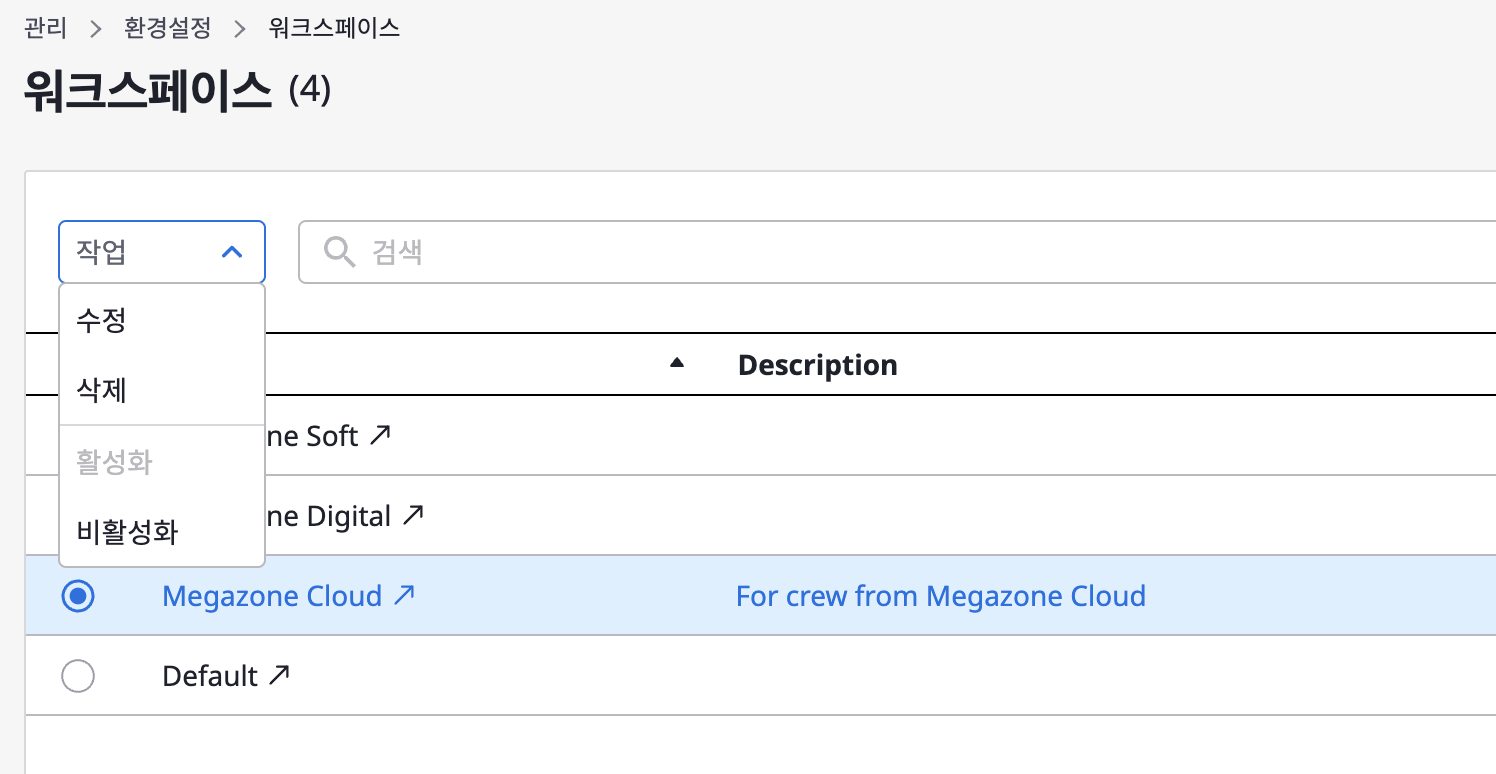 관리 > 환경설정 > 워크스페이스
워크스페이스 (4)
작업
검색
수정
삭제
활성화
비활성화
Description
ne Soft
ne Digital
Megazone Cloud
For crew from Megazone Cloud
Default